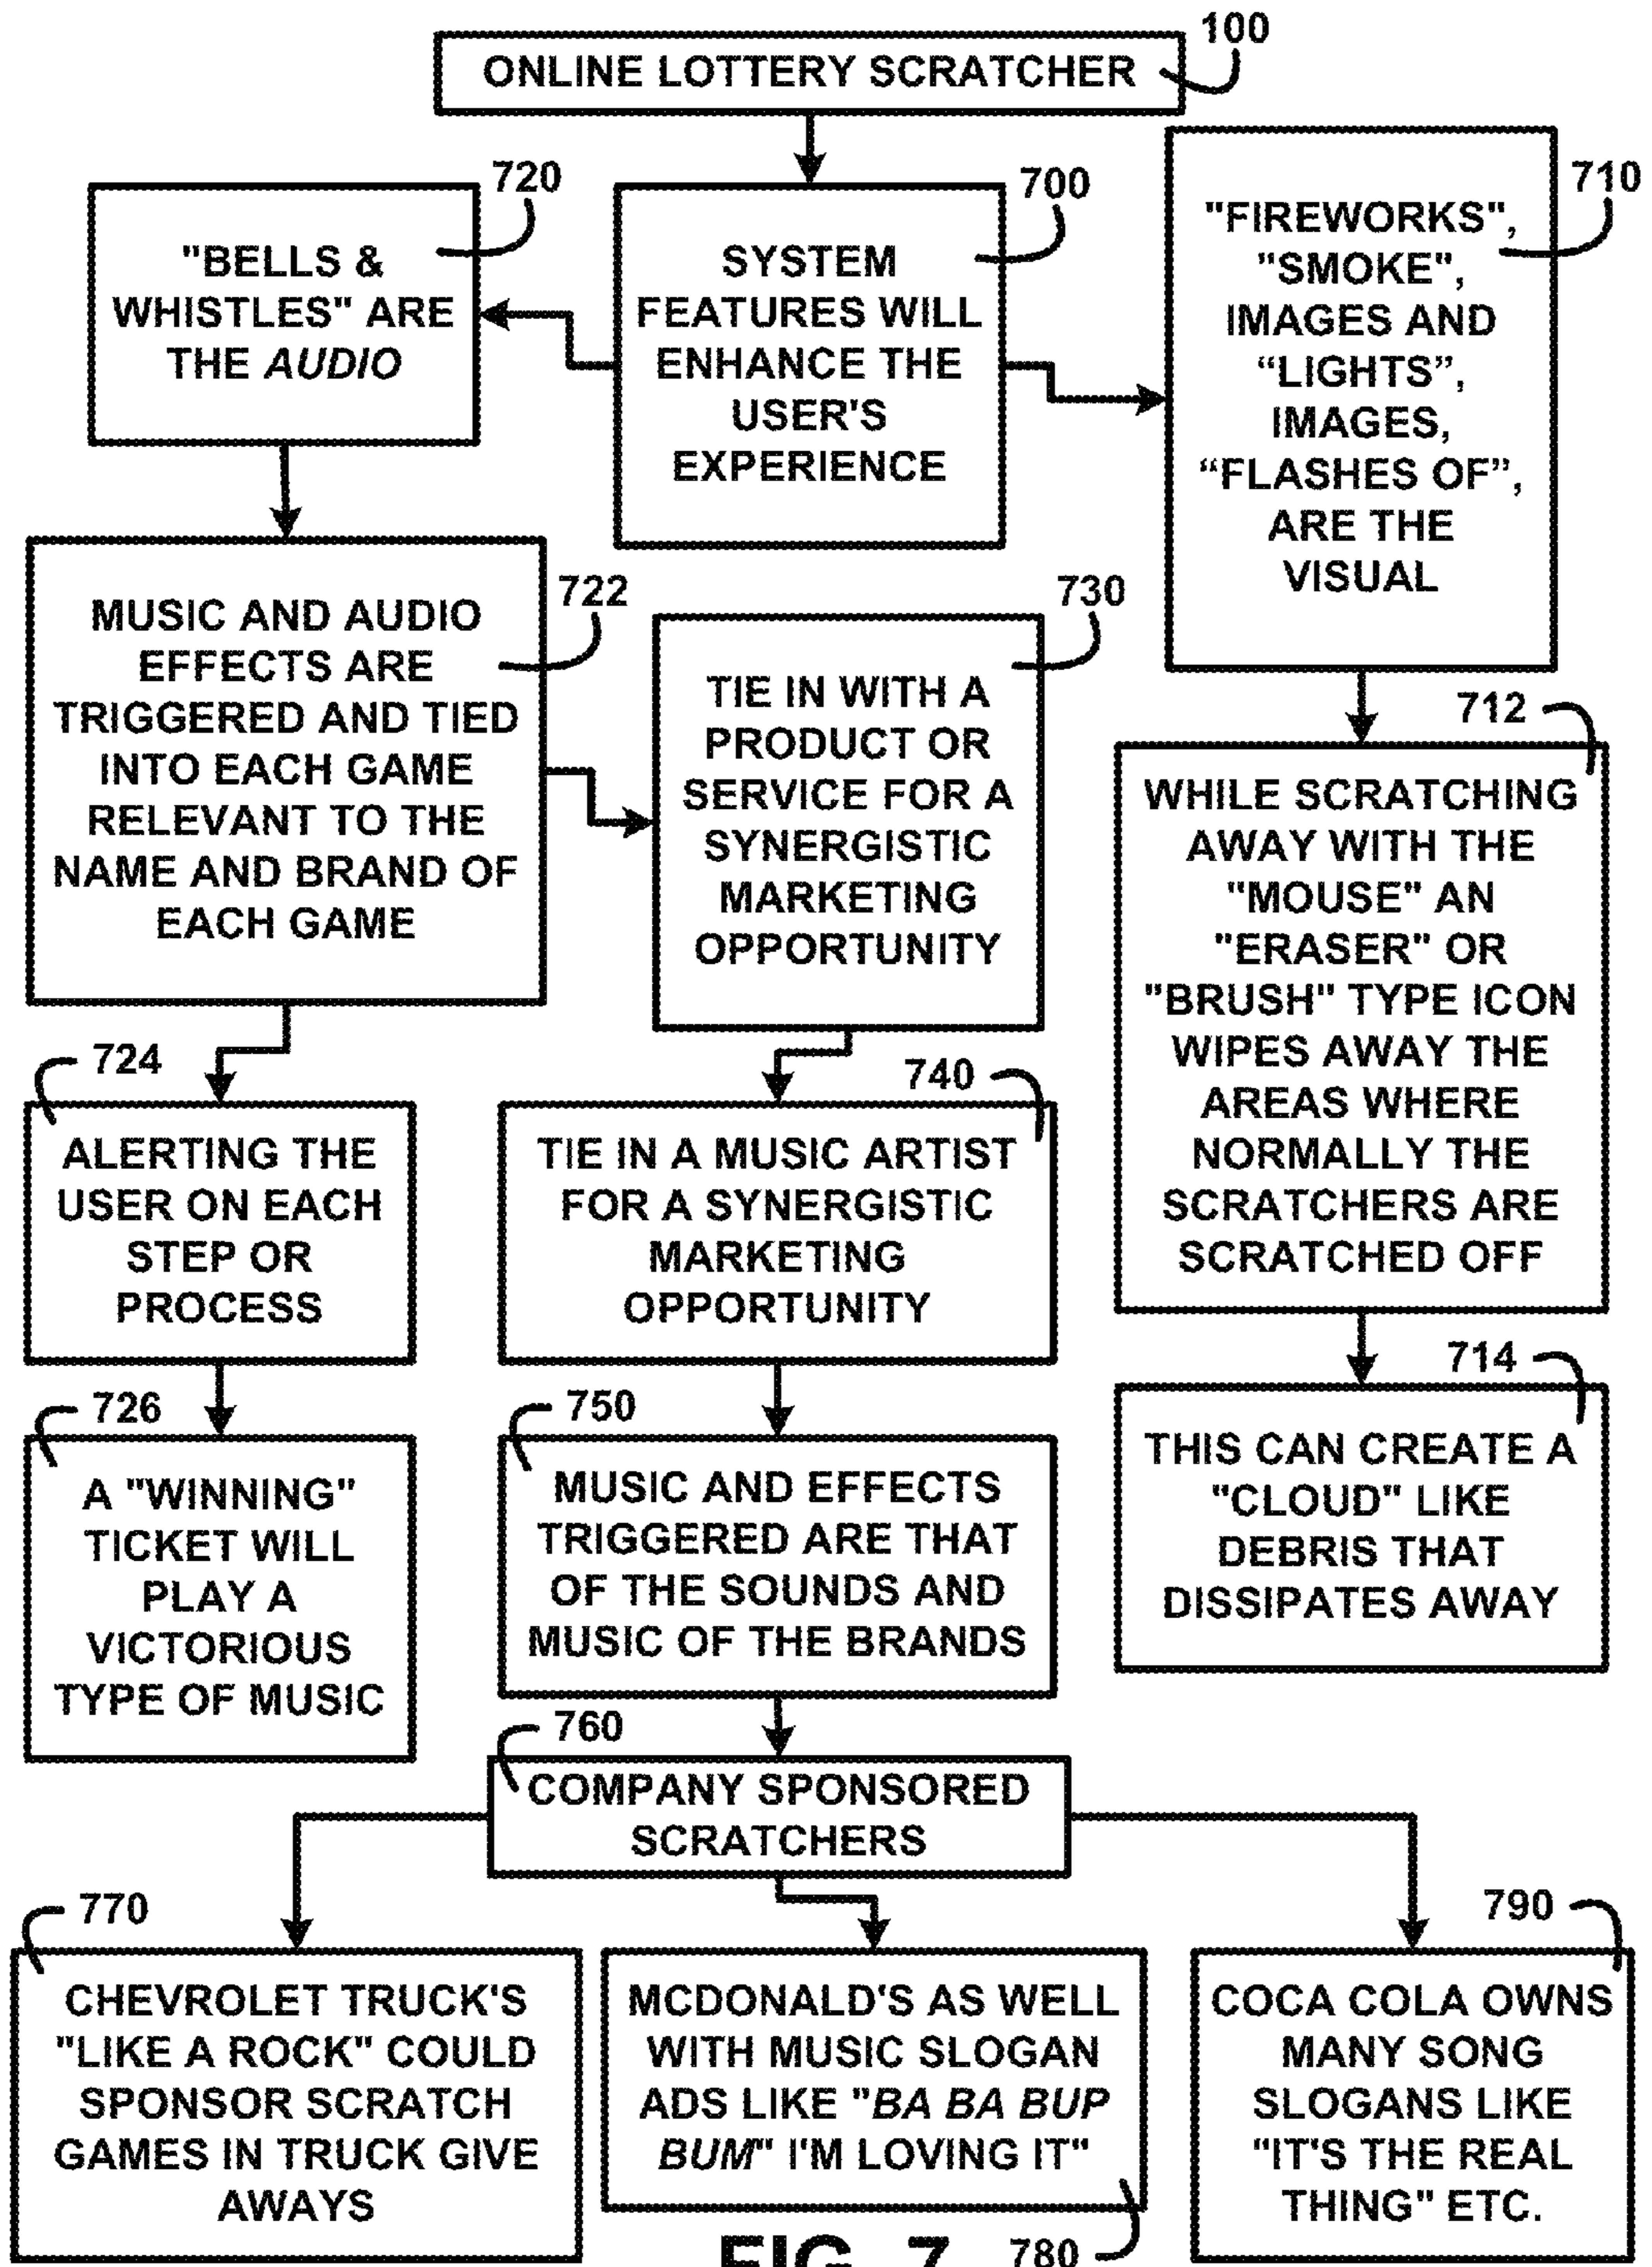 100
ONLINE LOTTERY SCRATCHER
720
"BELLS &
WHISTLES" ARE
THE AUDIO
700
SYSTEM
FEATURES WILL
ENHANCE THE
USER'S
EXPERIENCE
710
"FIREWORKS",
"SMOKE",
IMAGES AND
“LIGHTS”,
IMAGES,
“FLASHES OF”,
ARE THE
VISUAL
722
MUSIC AND AUDIO
EFFECTS ARE
TRIGGERED AND TIED
INTO EACH GAME
RELEVANT TO THE
NAME AND BRAND OF
EACH GAME
730
TIE IN WITH A
PRODUCT OR
SERVICE FOR A
SYNERGISTIC
MARKETING
OPPORTUNITY
712
WHILE SCRATCHING
AWAY WITH THE
"MOUSE" AN
"ERASER" OR
"BRUSH" TYPE ICON
WIPES AWAY THE
AREAS WHERE
NORMALLY THE
SCRATCHERS ARE
SCRATCHED OFF
724
ALERTING THE
USER ON EACH
STEP OR
PROCESS
740
TIE IN A MUSIC ARTIST
FOR A SYNERGISTIC
MARKETING
OPPORTUNITY
714
THIS CAN CREATE A
"CLOUD" LIKE
DEBRIS THAT
DISSIPATES AWAY
726
A "WINNING"
TICKET WILL
PLAY A
VICTORIOUS
TYPE OF MUSIC
750
MUSIC AND EFFECTS
TRIGGERED ARE THAT
OF THE SOUNDS AND
MUSIC OF THE BRANDS
760
COMPANY SPONSORED
SCRATCHERS
770
CHEVROLET TRUCK'S
"LIKE A ROCK" COULD
SPONSOR SCRATCH
GAMES IN TRUCK GIVE
AWAYS
MCDONALD'S AS WELL
WITH MUSIC SLOGAN
ADS LIKE "BA BA BUP
BUM" I'M LOVING IT"
780
790
COCA COLA OWNS
MANY SONG
SLOGANS LIKE
"IT'S THE REAL
THING" ETC.
FIG. 7